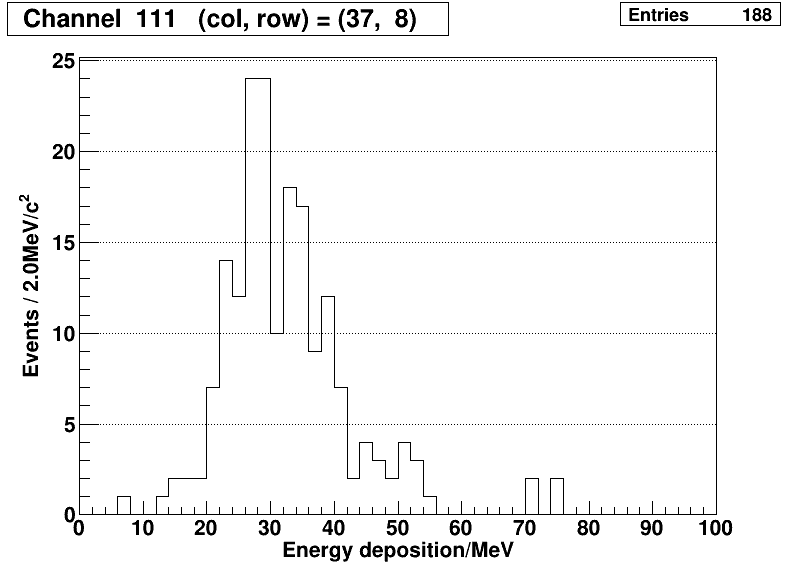 Channel 111 (col, row) = (37, 8)
Entries 188
25
20
15
10
5
0
Events / 2.0MeV/c²
0 10 20 30 40 50 60 70 80 90 100
Energy deposition/MeV